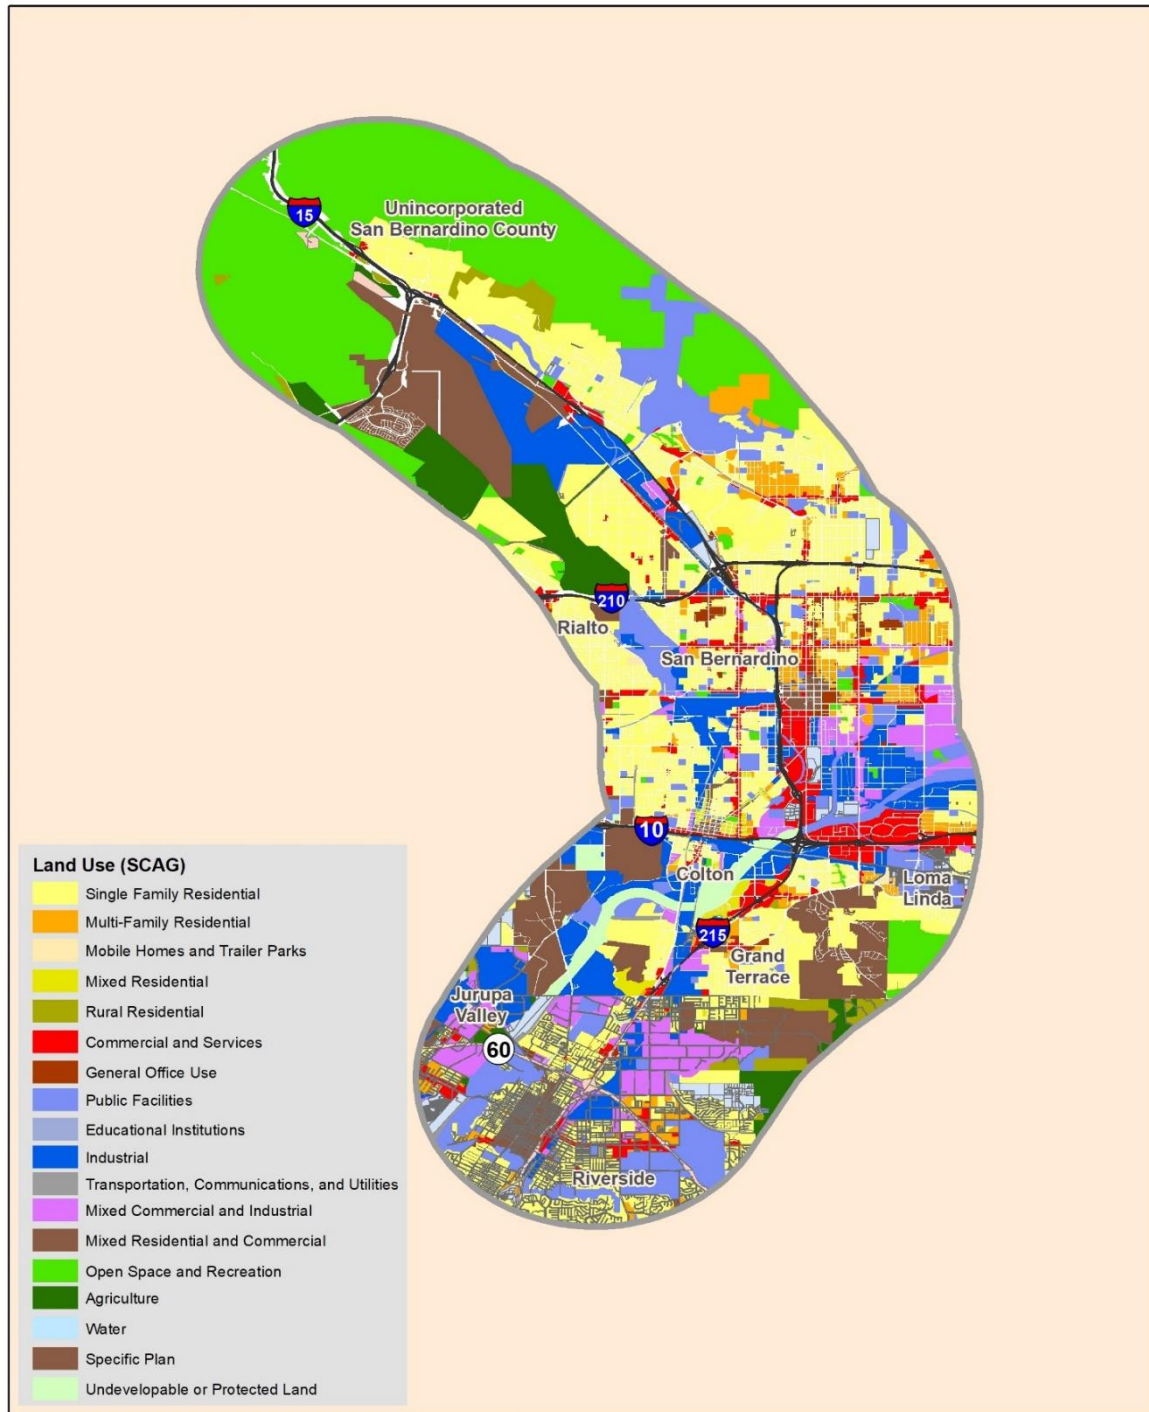 Unincorporated
San Bernardino County
15
210
Rialto
San Bernardino
10
Colton
Loma
Linda
215
Grand
Terrace
Jurupa
Valley
60
Riverside
Land Use (SCAG)
Single Family Residential
Multi-Family Residential
Mobile Homes and Trailer Parks
Mixed Residential
Rural Residential
Commercial and Services
General Office Use
Public Facilities
Educational Institutions
Industrial
Transportation, Communications, and Utilities
Mixed Commercial and Industrial
Mixed Residential and Commercial
Open Space and Recreation
Agriculture
Water
Specific Plan
Undevelopable or Protected Land